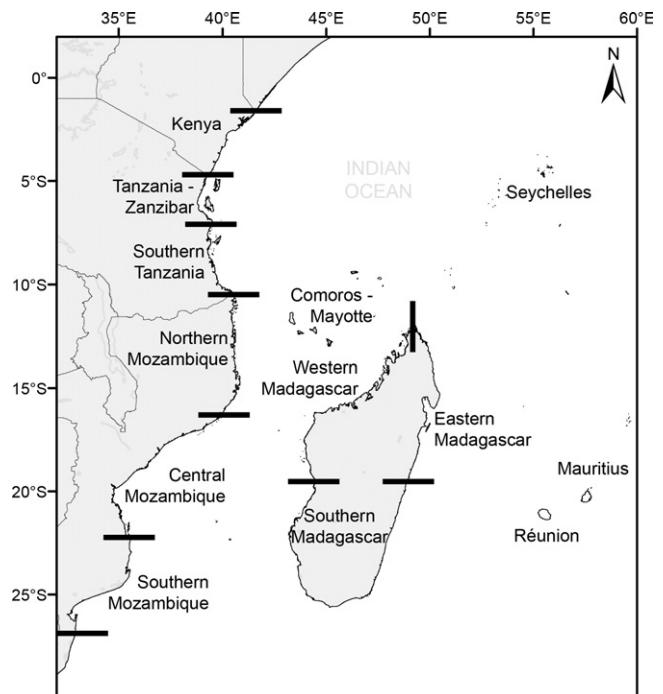 35°E 40°E 45°E 50°E 55°E 60°E
N
0°
Kenya
INDIAN
OCEAN
5°S
Tanzania -
Zanzibar
Seychelles
Southern
Tanzania
10°S
Comoros -
Mayotte
Northern
Mozambique
Western
Madagascar
15°S
Eastern
Madagascar
Central
Mozambique
Mauritius
20°S
Southern
Madagascar
Réunion
Southern
Mozambique
25°S